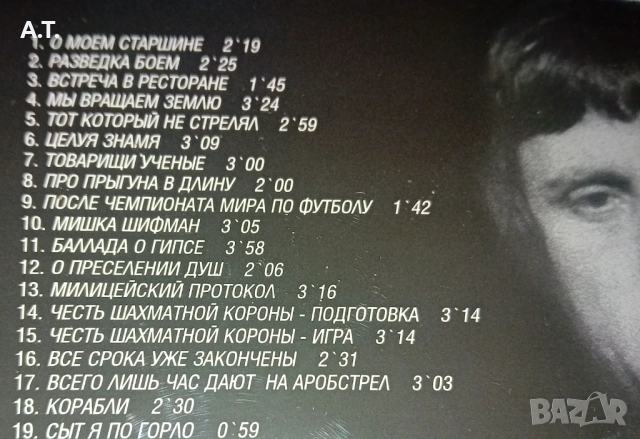 A.T.
1. О МОЕМ СТАРШИНЕ 2`19
2. РАЗВЕДКА БОЕМ 2`25
3. ВСТРЕЧА В РЕСТОРАНЕ 1`45
4. МЫ ВРАЩАЕМ ЗЕМЛЮ 3`24
5. ТОТ КОТОРЫЙ НЕ СТРЕЛЯЛ 2`59
6. ЦЕЛУЯ ЗНАМЯ 3`09
7. ТОВАРИЩИ УЧЕНЫЕ 3`00
8. ПРО ПРЫГУНА В ДЛИНУ 2`00
9. ПОСЛЕ ЧЕМПИОНАТА МИРА ПО ФУТБОЛУ 1`42
10. МИШКА ШИФМАН 3`05
11. БАЛЛАДА О ГИПСЕ 3`58
12. О ПРЕСЕЛЕНИИ ДУШ 2`06
13. МИЛИЦЕЙСКИЙ ПРОТОКОЛ 3`16
14. ЧЕСТЬ ШАХМАТНОЙ КОРОНЫ - ПОДГОТОВКА 3`14
15. ЧЕСТЬ ШАХМАТНОЙ КОРОНЫ - ИГРА 3`14
16. ВСЕ СРОКА УЖЕ ЗАКОНЧЕНЫ 2`31
17. ВСЕГО ЛИШЬ ЧАС ДАЮТ НА АРОБСТРЕЛ 3`03
18. КОРАБЛИ 2`30
19. СЫТ Я ПО ГОРЛО 0`59
BAZAR